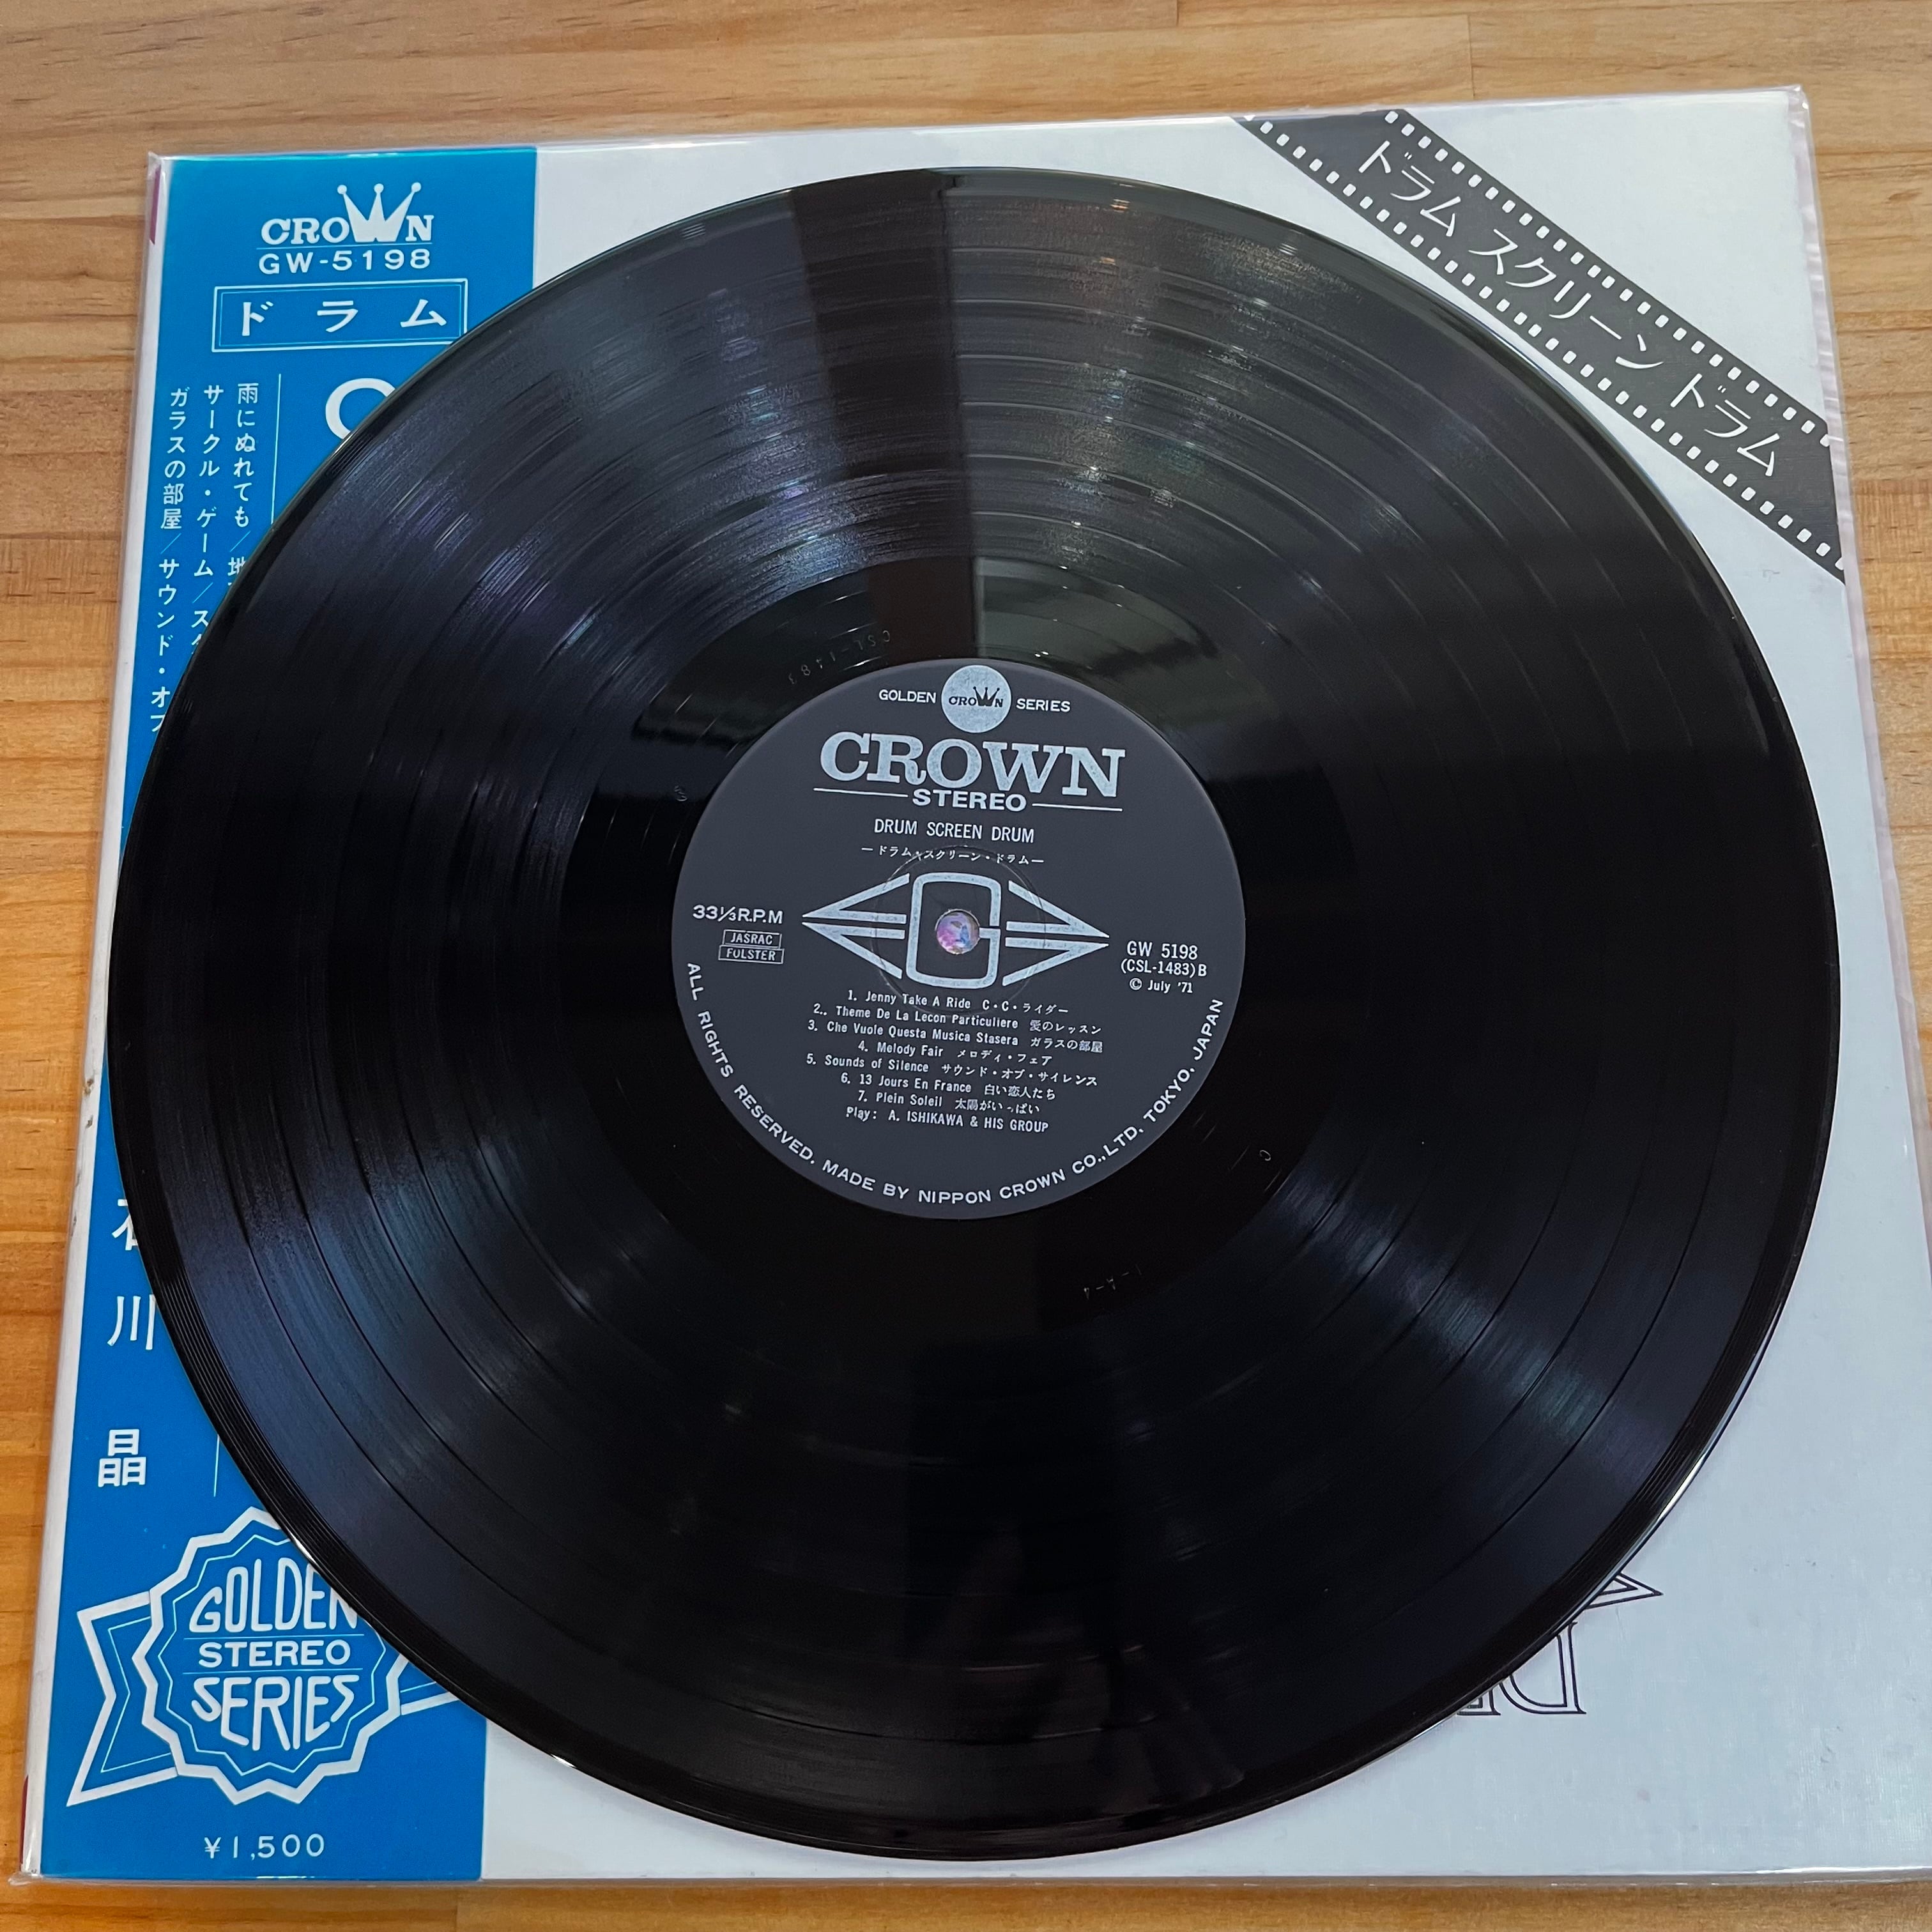 CROWN
GW-5198
ドラム
雨にぬれても／
サークル・ゲーム／ス
ガラスの部屋／サウンド・オブ
川
晶
GOLDEN
STEREO
SERIES
¥1,500
ドラム スクリーン ドラム
CSL-1483
GOLDEN CROWN SERIES
CROWN
STEREO
DRUM SCREEN DRUM
―ドラム・スクリーン・ドラム―
33⅓R.P.M
JASRAC
FULSTER
GW 5198
(CSL-1483)B
© July '71
1. Jenny Take A Ride C・C・ライダー
2.. Theme De La Lecon Particuliere 愛のレッスン
3. Che Vuole Questa Musica Stasera ガラスの部屋
4. Melody Fair メロディ・フェア
5. Sounds of Silence サウンド・オブ・サイレンス
6. 13 Jours En France 白い恋人たち
7. Plein Soleil 太陽がいっぱい
Play: A. ISHIKAWA & HIS GROUP
ALL RIGHTS RESERVED. MADE BY NIPPON CROWN CO.,LTD. TOKYO. JAPAN